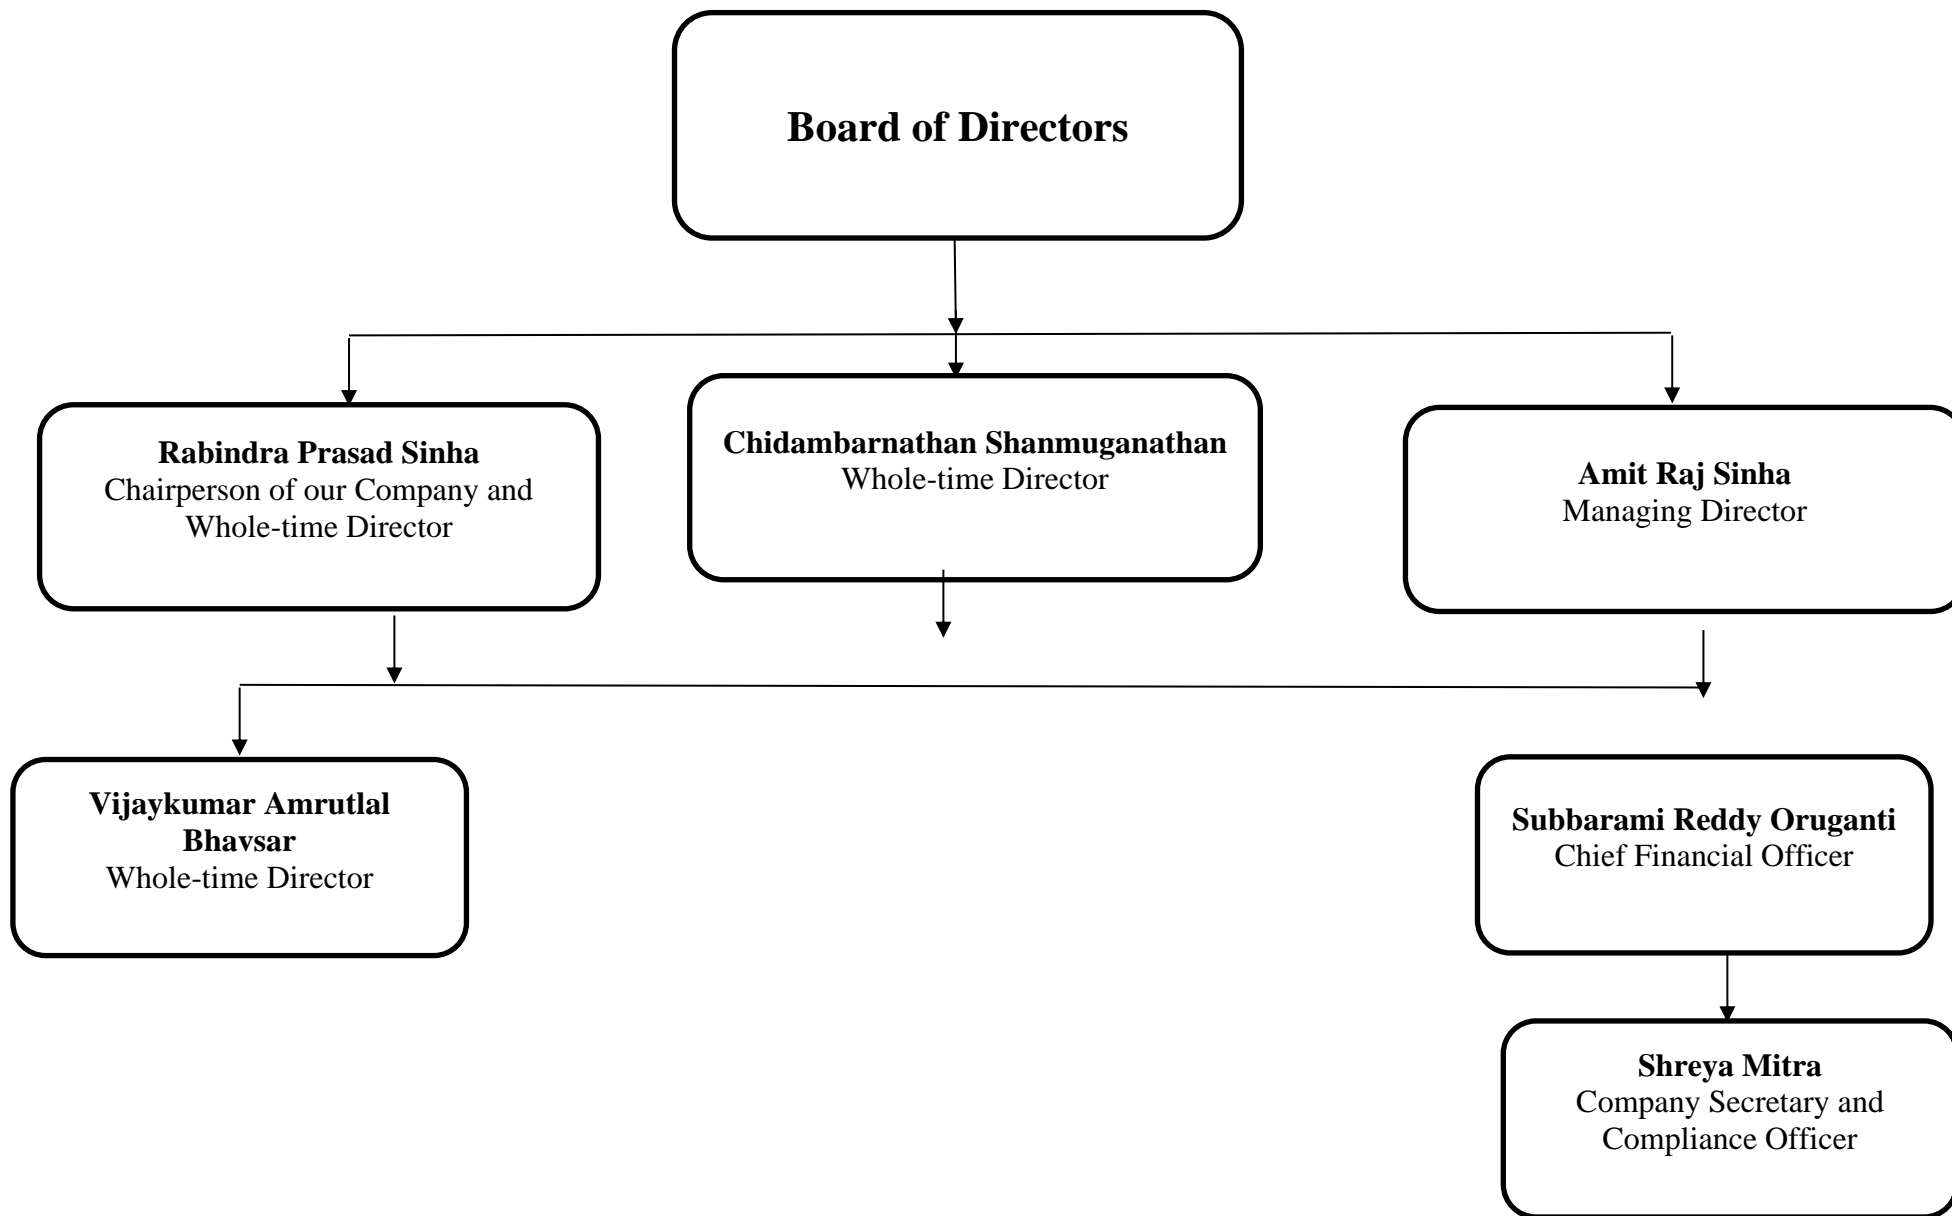 Board of Directors
Rabindra Prasad Sinha
Chairperson of our Company and
Whole-time Director
Chidambarnathan Shanmuganathan
Whole-time Director
Amit Raj Sinha
Managing Director
Vijaykumar Amrutlal
Bhavsar
Whole-time Director
Subbarami Reddy Oruganti
Chief Financial Officer
Shreya Mitra
Company Secretary and
Compliance Officer